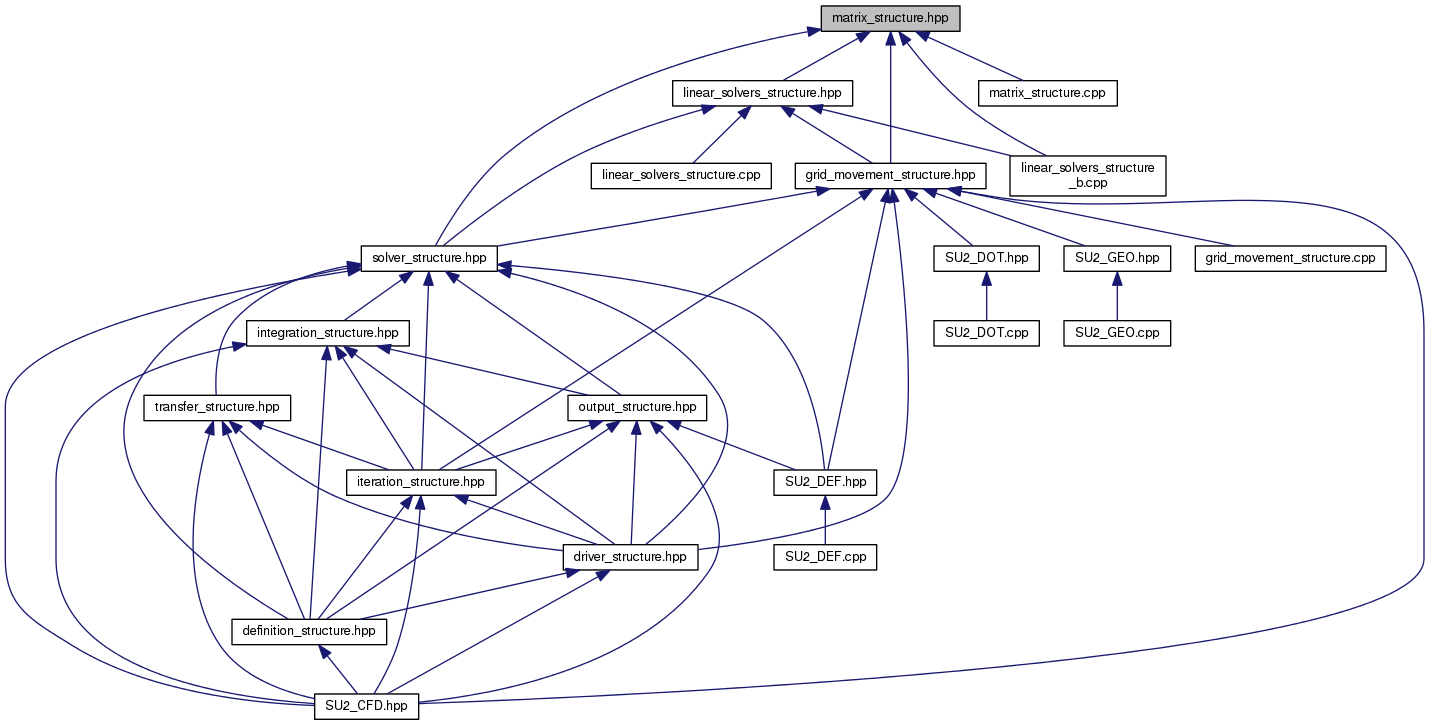 matrix_structure.hpp
linear_solvers_structure.hpp
matrix_structure.cpp
linear_solvers_structure.cpp
grid_movement_structure.hpp
linear_solvers_structure
_b.cpp
solver_structure.hpp
SU2_DOT.hpp
SU2_GEO.hpp
grid_movement_structure.cpp
integration_structure.hpp
SU2_DOT.cpp
SU2_GEO.cpp
transfer_structure.hpp
output_structure.hpp
iteration_structure.hpp
SU2_DEF.hpp
driver_structure.hpp
SU2_DEF.cpp
definition_structure.hpp
SU2_CFD.hpp